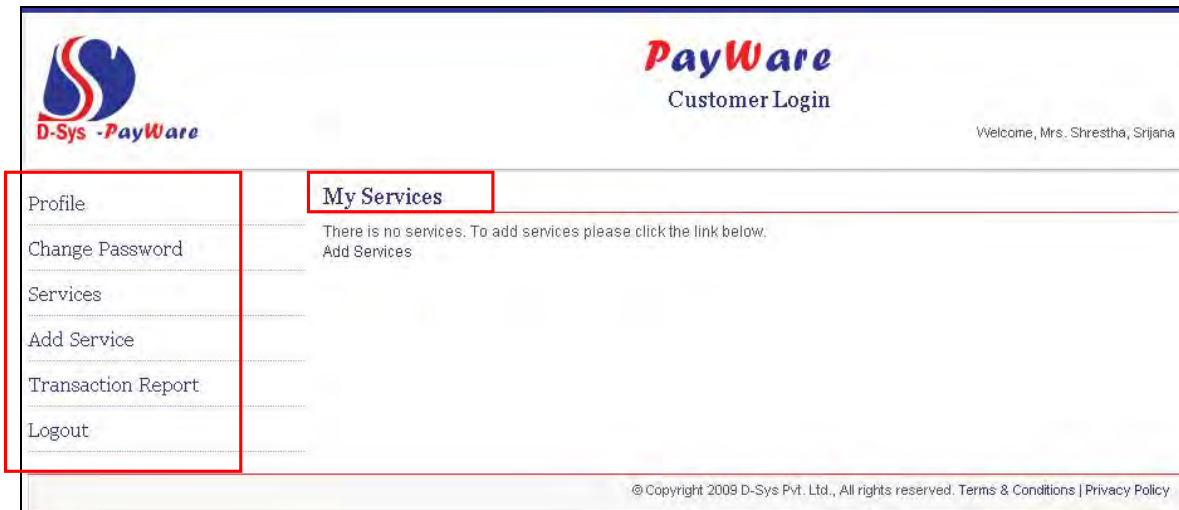 PayWare
Customer Login
D-Sys -PayWare
Welcome, Mrs. Shrestha, Srijana
Profile
Change Password
Services
Add Service
Transaction Report
Logout
My Services
There is no services. To add services please click the link below.
Add Services
© Copyright 2009 D-Sys Pvt. Ltd., All rights reserved. Terms & Conditions | Privacy Policy